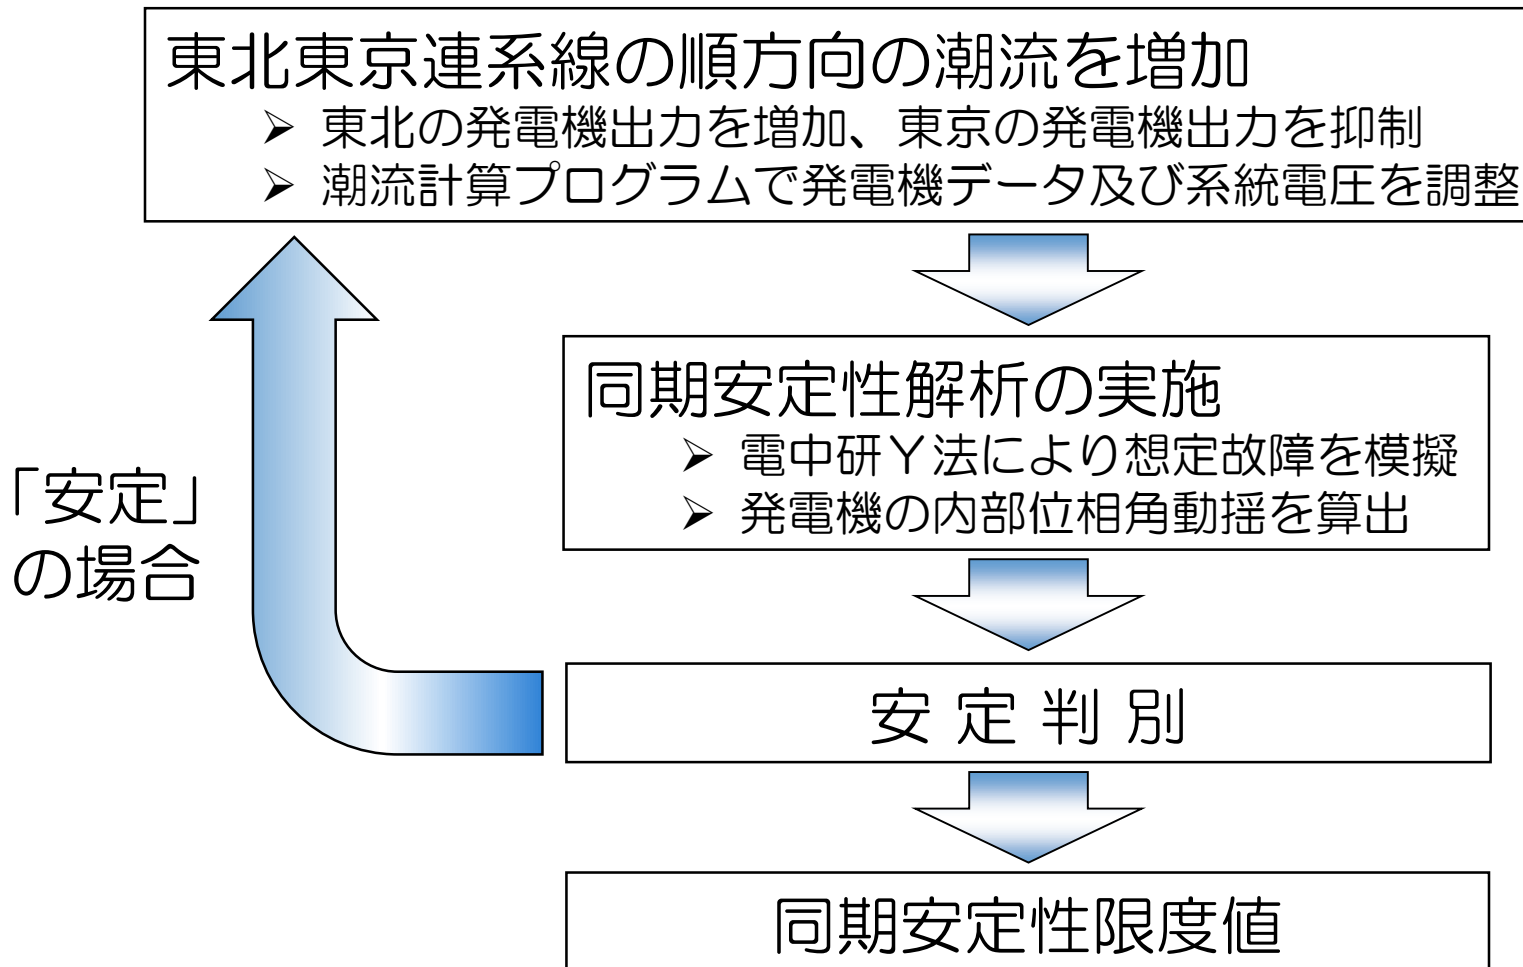 東北東京連系線の順方向の潮流を増加
➢ 東北の発電機出力を増加、東京の発電機出力を抑制
➢ 潮流計算プログラムで発電機データ及び系統電圧を調整
同期安定性解析の実施
➢ 電中研Y法により想定故障を模擬
➢ 発電機の内部位相角動揺を算出
「安定」
の場合
安 定 判 別
同期安定性限度値